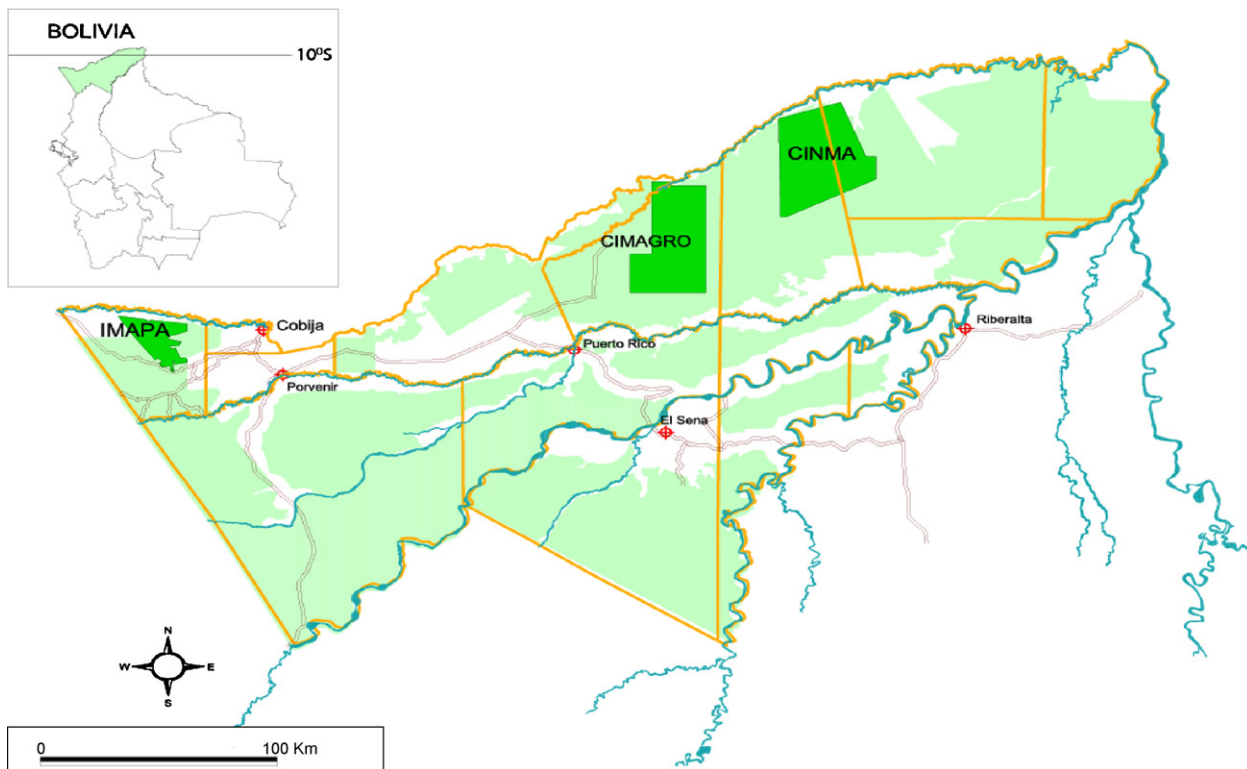 BOLIVIA
10ºS
CINMA
CIMAGRO
IMAPA
Cobija
Riberalta
Puerto Rico
Porvenir
El Sena
N
W E
S
0 100 Km